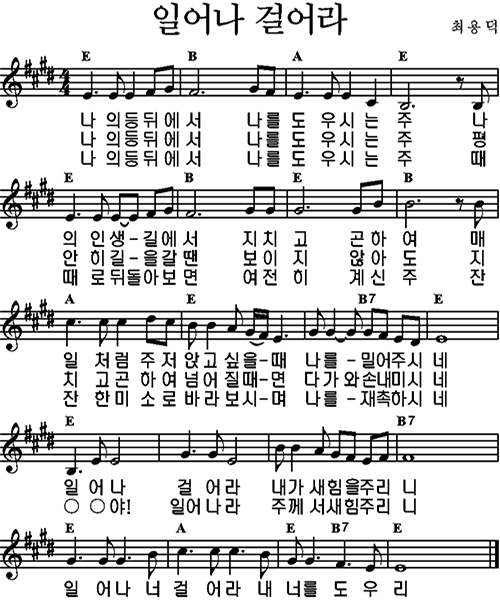 일어나 걸어라
최용덕
E B A E
4
4
나 의등뒤에서 나를도 우시는 주 나
나 의등뒤에서 나를도 우시는 주 평
나 의등뒤에서 나를도 우시는 주 때
E B E B
의 인생-길에서 지치고 곤하여 매
안 히길-을갈땐 보이지 않아도 지
때 로뒤돌아보면 여전히 계신주 잔
A E B7 E
일 처럼주저 앉고싶을-때 나를-밀어주시네
치 고곤하여 넘어질때-면 다가와손내미시네
잔 한미소로 바라보시-며 나를-재촉하시네
B7
일어나 걸어라 내가새힘을주리니
○○야! 일어나라 주께서새힘주리니
E A E B7 E
일어나너 걸어라내 너를도우리